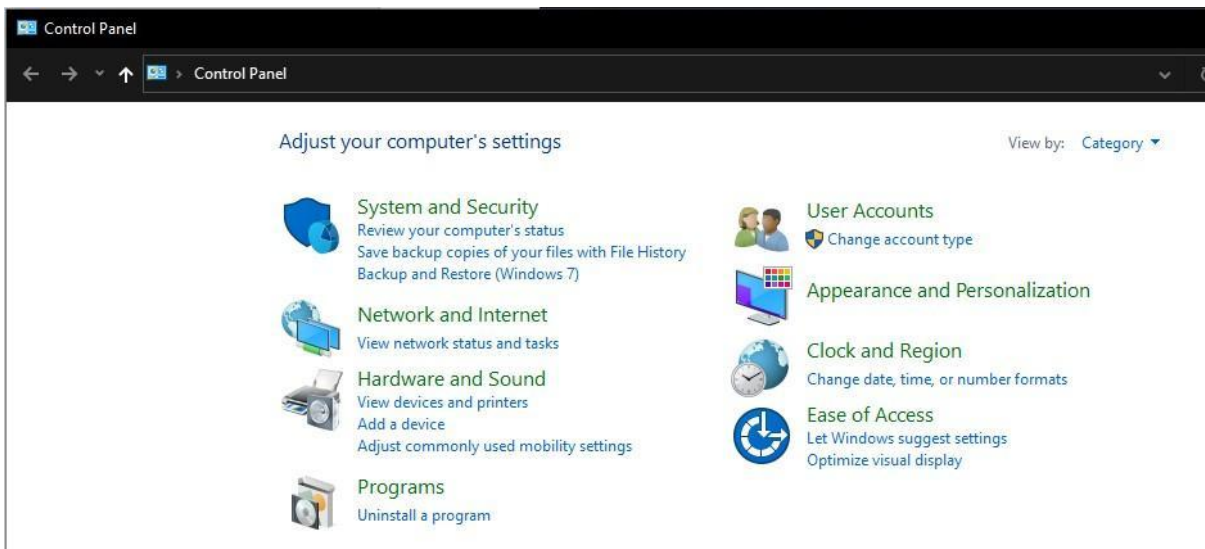 Control Panel
Control Panel
Adjust your computer's settings
View by: Category
System and Security
Review your computer's status
Save backup copies of your files with File History
Backup and Restore (Windows 7)
Network and Internet
View network status and tasks
Hardware and Sound
View devices and printers
Add a device
Adjust commonly used mobility settings
Programs
Uninstall a program
User Accounts
Change account type
Appearance and Personalization
Clock and Region
Change date, time, or number formats
Ease of Access
Let Windows suggest settings
Optimize visual display